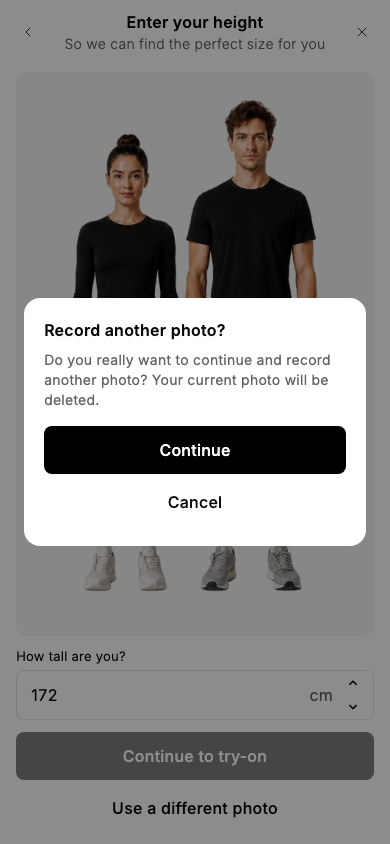 Enter your height
So we can find the perfect size for you
Record another photo?
Do you really want to continue and record
another photo? Your current photo will be
deleted.
Continue
Cancel
How tall are you?
172 cm
Continue to try-on
Use a different photo